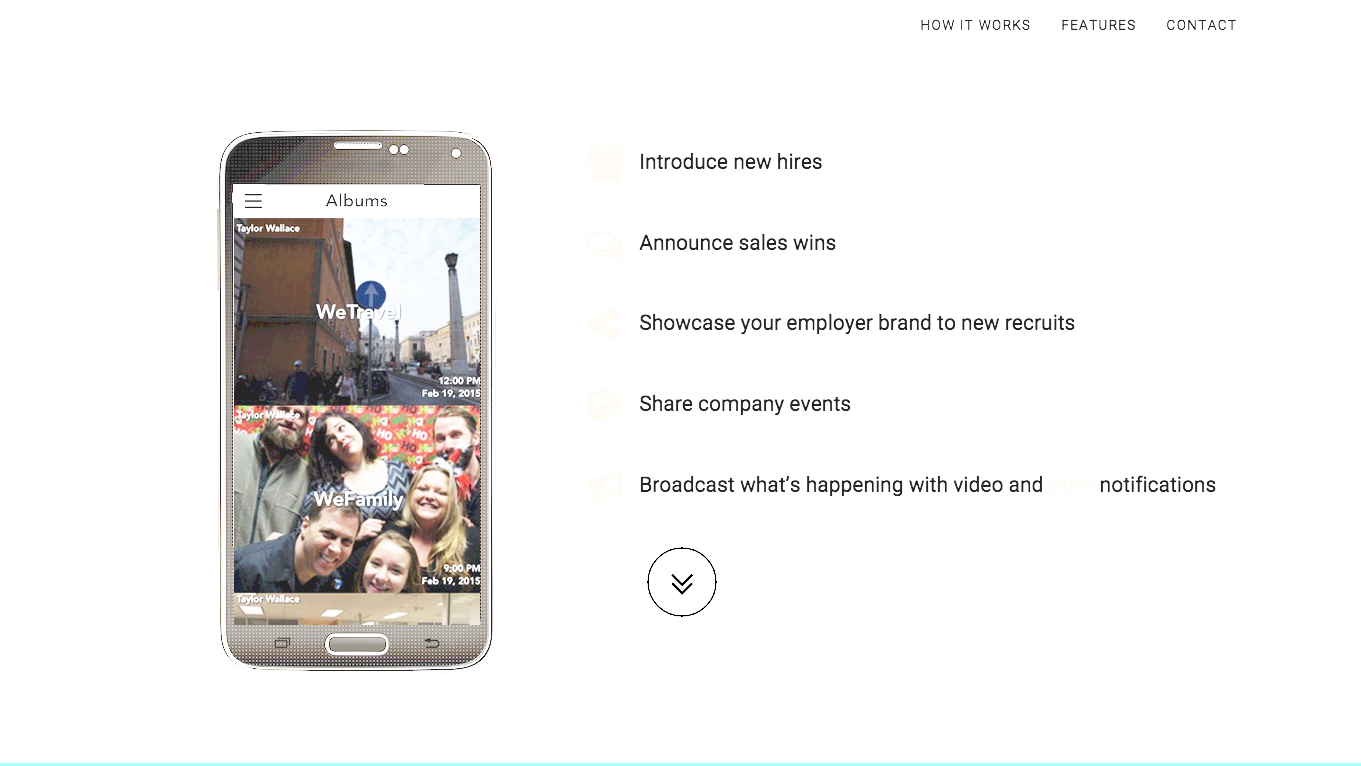 HOW IT WORKS FEATURES CONTACT
Albums
Taylor Wallace
WeTravel
12:00 PM
Feb 19, 2015
Taylor Wallace
WeFamily
9:00 PM
Feb 19, 2015
Taylor Wallace
Introduce new hires
Announce sales wins
Showcase your employer brand to new recruits
Share company events
Broadcast what's happening with video and push notifications